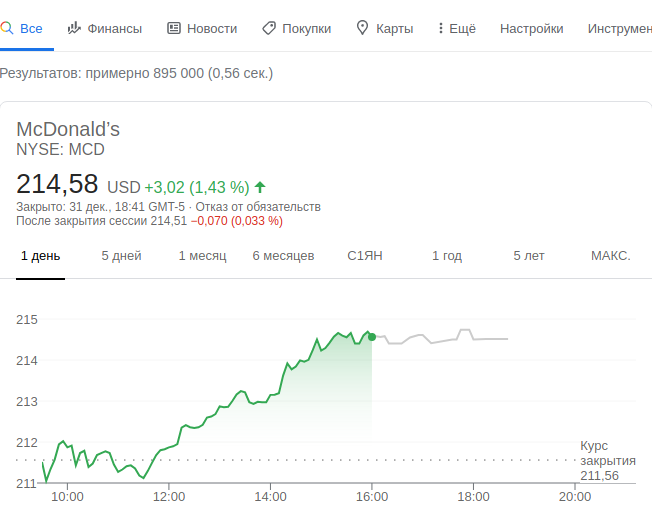 Все Финансы Новости Покупки Карты Ещё Настройки Инструмен
Результатов: примерно 895 000 (0,56 сек.)
McDonald’s
NYSE: MCD
214,58 USD +3,02 (1,43 %)
Закрыто: 31 дек., 18:41 GMT-5 · Отказ от обязательств
После закрытия сессии 214,51 −0,070 (0,033 %)
1 день 5 дней 1 месяц 6 месяцев С1ЯН 1 год 5 лет МАКС.
215
214
213
212
211
Курс
закрытия
211,56
10:00 12:00 14:00 16:00 18:00 20:00